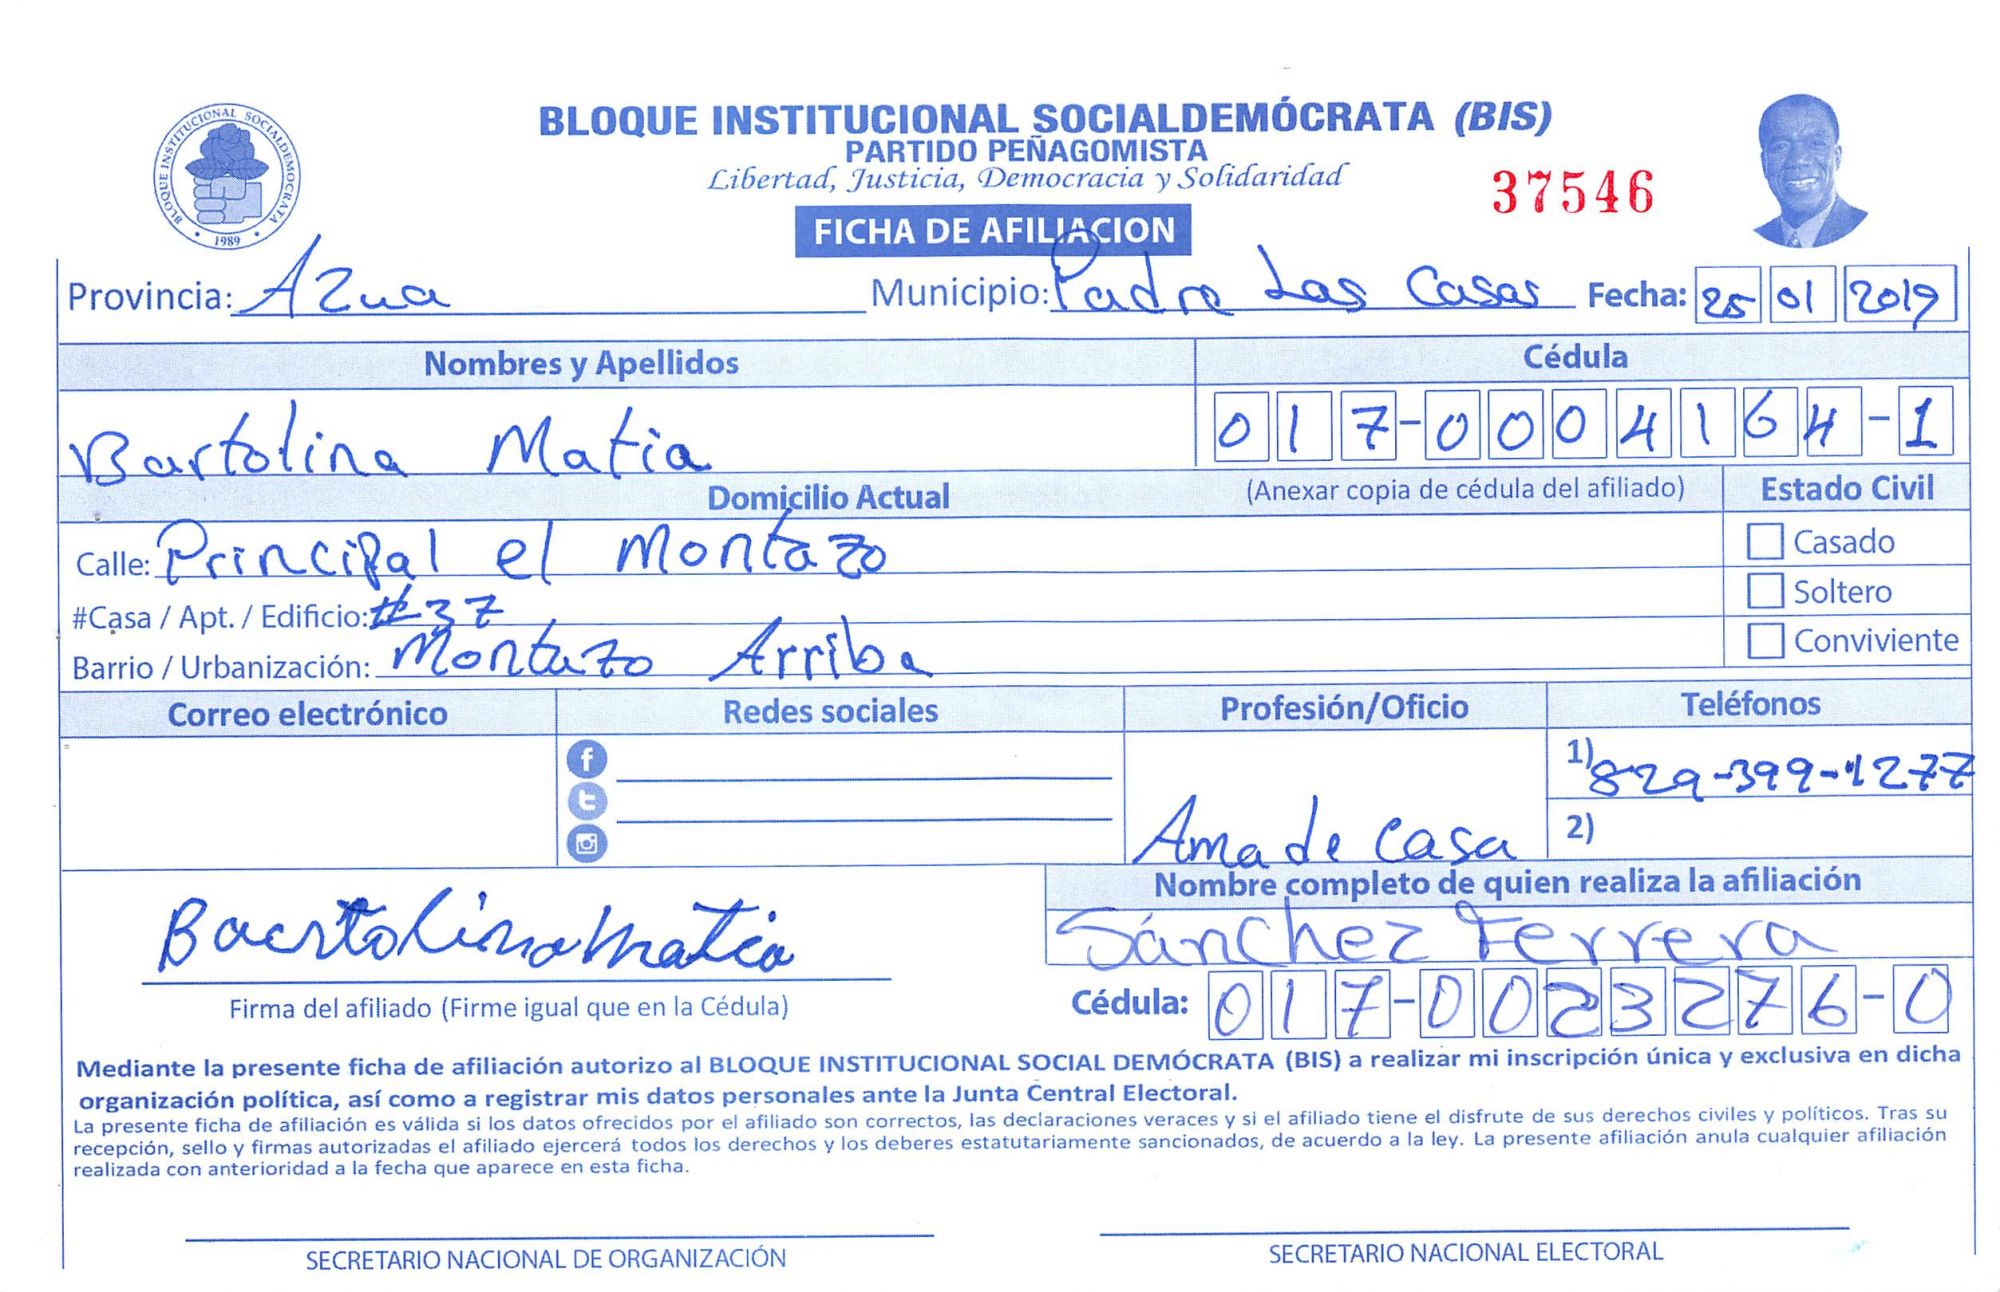 BLOQUE INSTITUCIONAL SOCIALDEMÓCRATA
1989
BLOQUE INSTITUCIONAL SOCIALDEMÓCRATA (BIS)
PARTIDO PEÑAGOMISTA
Libertad, Justicia, Democracia y Solidaridad
37546
FICHA DE AFILIACION
Provincia: Azua Municipio: Padre Las Casas Fecha: 25 01 2019
Nombres y Apellidos Cédula
Bartolina Matia 017-0004164-1
Domicilio Actual (Anexar copia de cédula del afiliado) Estado Civil
Calle: Principal el Montazo Casado
#Casa / Apt. / Edificio: #37 Soltero
Barrio / Urbanización: Montazo Arriba Conviviente
Correo electrónico Redes sociales Profesión/Oficio Teléfonos
1) 829-399-1277
Ama de Casa 2)
Nombre completo de quien realiza la afiliación
Bartolina Matia Sánchez Ferrera
Firma del afiliado (Firme igual que en la Cédula) Cédula: 017-0023276-0
Mediante la presente ficha de afiliación autorizo al BLOQUE INSTITUCIONAL SOCIAL DEMÓCRATA (BIS) a realizar mi inscripción única y exclusiva en dicha
organización política, así como a registrar mis datos personales ante la Junta Central Electoral.
La presente ficha de afiliación es válida si los datos ofrecidos por el afiliado son correctos, las declaraciones veraces y si el afiliado tiene el disfrute de sus derechos civiles y políticos. Tras su
recepción, sello y firmas autorizadas el afiliado ejercerá todos los derechos y los deberes estatutariamente sancionados, de acuerdo a la ley. La presente afiliación anula cualquier afiliación
realizada con anterioridad a la fecha que aparece en esta ficha.
SECRETARIO NACIONAL DE ORGANIZACIÓN SECRETARIO NACIONAL ELECTORAL